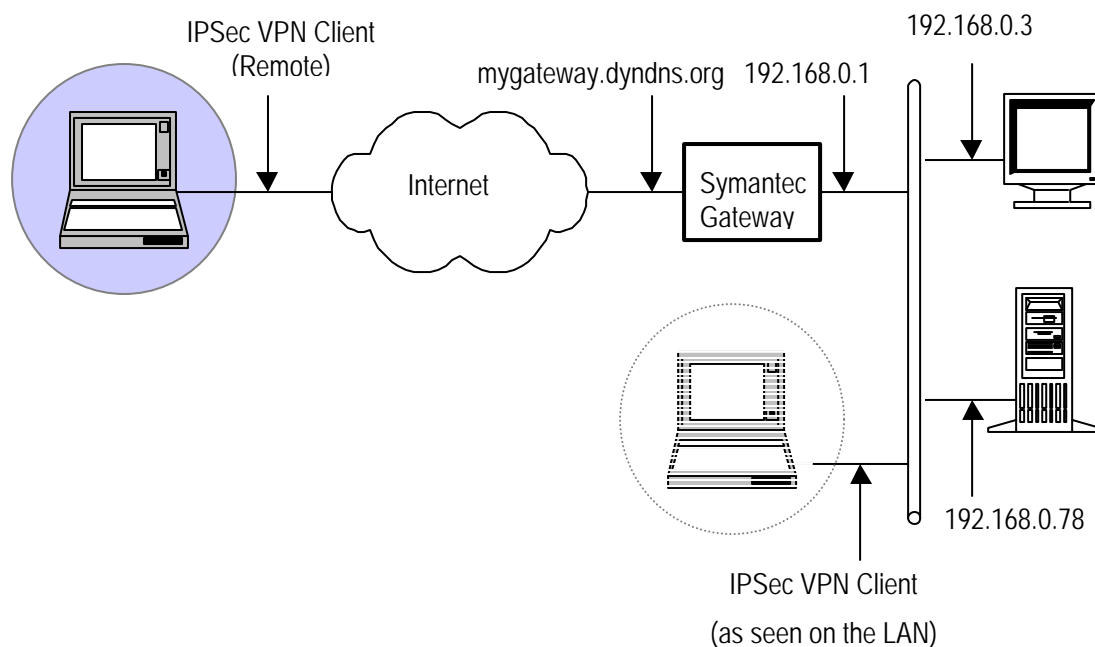 IPSec VPN Client
(Remote)
mygateway.dyndns.org
192.168.0.1
192.168.0.3
Internet
Symantec
Gateway
192.168.0.78
IPSec VPN Client
(as seen on the LAN)